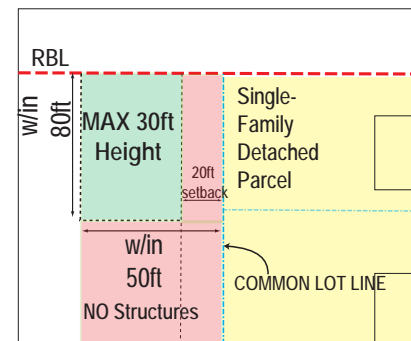 RBL
w/in
80ft
MAX 30ft
Height
20ft
setback
Single-
Family
Detached
Parcel
w/in
50ft
NO Structures
COMMON LOT LINE